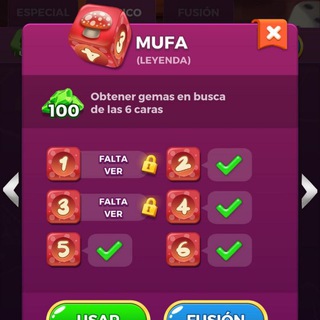 ESPECIAL
ICO
FUSIÓN
MUFA
(LEYENDA)
100
Obtener gemas en busca
de las 6 caras
1 FALTA VER
2
3 FALTA VER
4
5
6
USAR
FUSIÓN